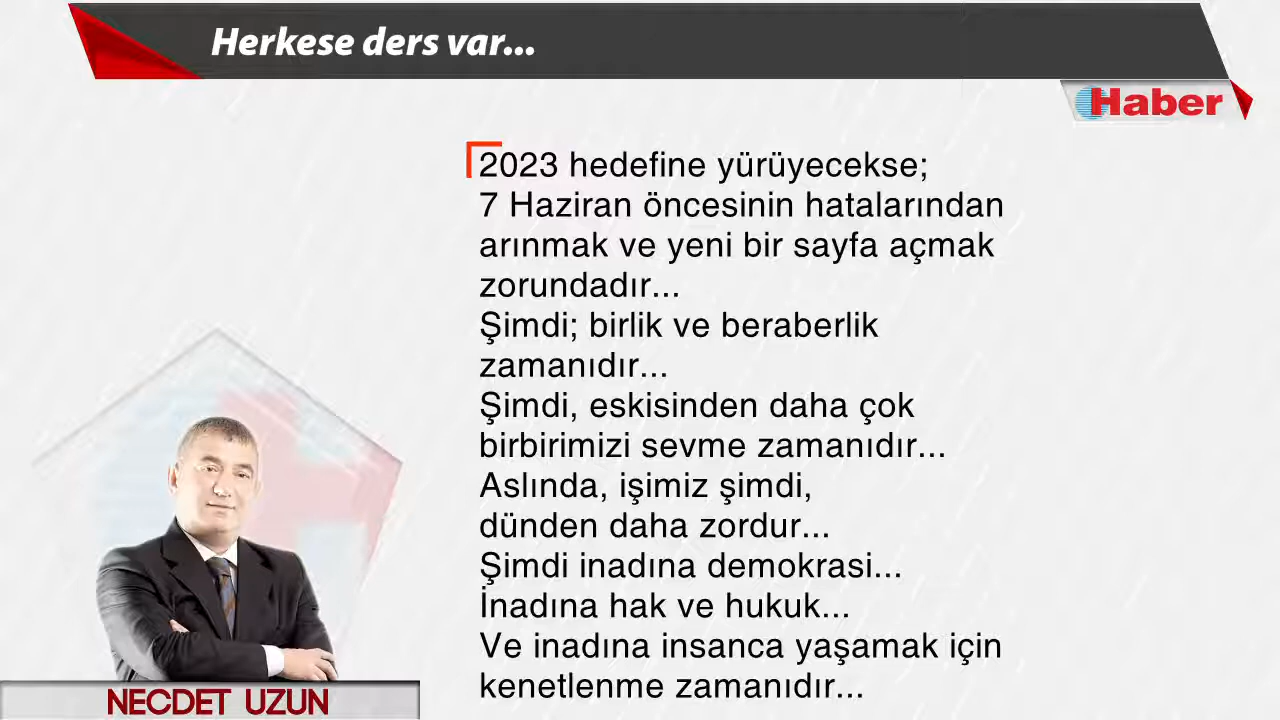 Herkese ders var...
Haber
2023 hedefine yürüyecekse;
7 Haziran öncesinin hatalarından
arınmak ve yeni bir sayfa açmak
zorundadır...
Şimdi; birlik ve beraberlik
zamanıdır...
Şimdi, eskisinden daha çok
birbirimizi sevme zamanıdır...
Aslında, işimiz şimdi,
dünden daha zordur...
Şimdi inadına demokrasi...
İnadına hak ve hukuk...
Ve inadına insanca yaşamak için
kenetlenme zamanıdır...
NECDET UZUN